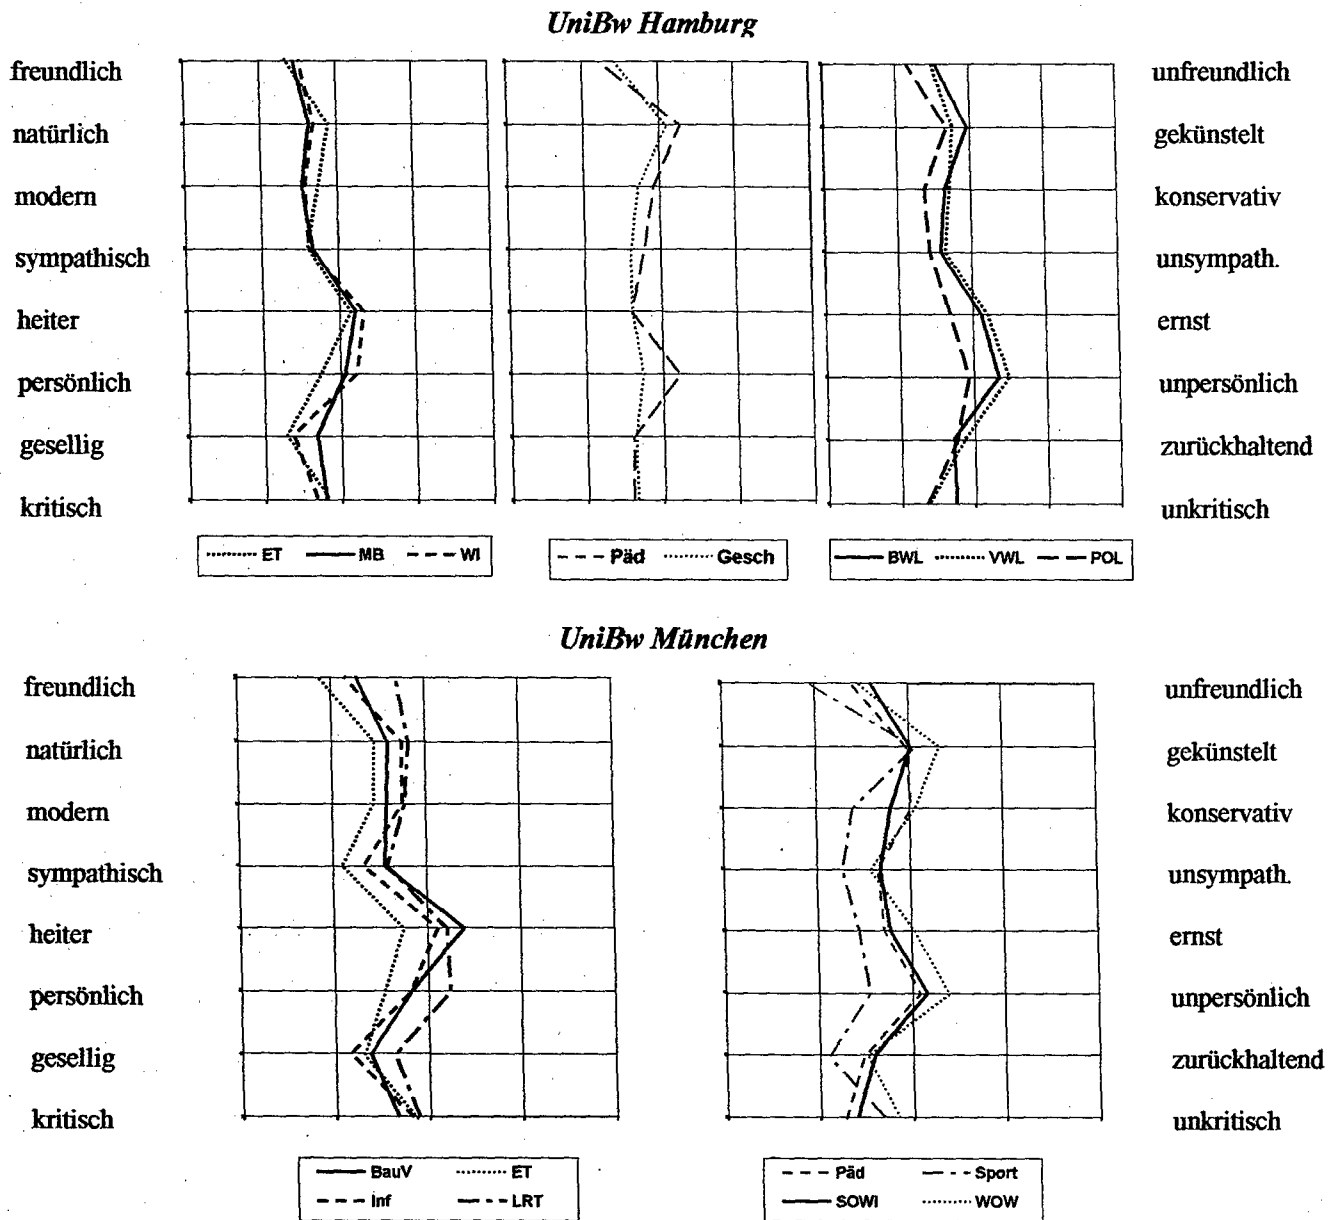 UniBw Hamburg
freundlich unfreundlich
natürlich gekünstelt
modern konservativ
sympathisch unsympath.
heiter ernst
persönlich unpersönlich
gesellig zurückhaltend
kritisch unkritisch
ET MB WI Päd Gesch BWL VWL POL
UniBw München
freundlich unfreundlich
natürlich gekünstelt
modern konservativ
sympathisch unsympath.
heiter ernst
persönlich unpersönlich
gesellig zurückhaltend
kritisch unkritisch
BauV ET Päd Sport
Inf LRT SOWI WOW